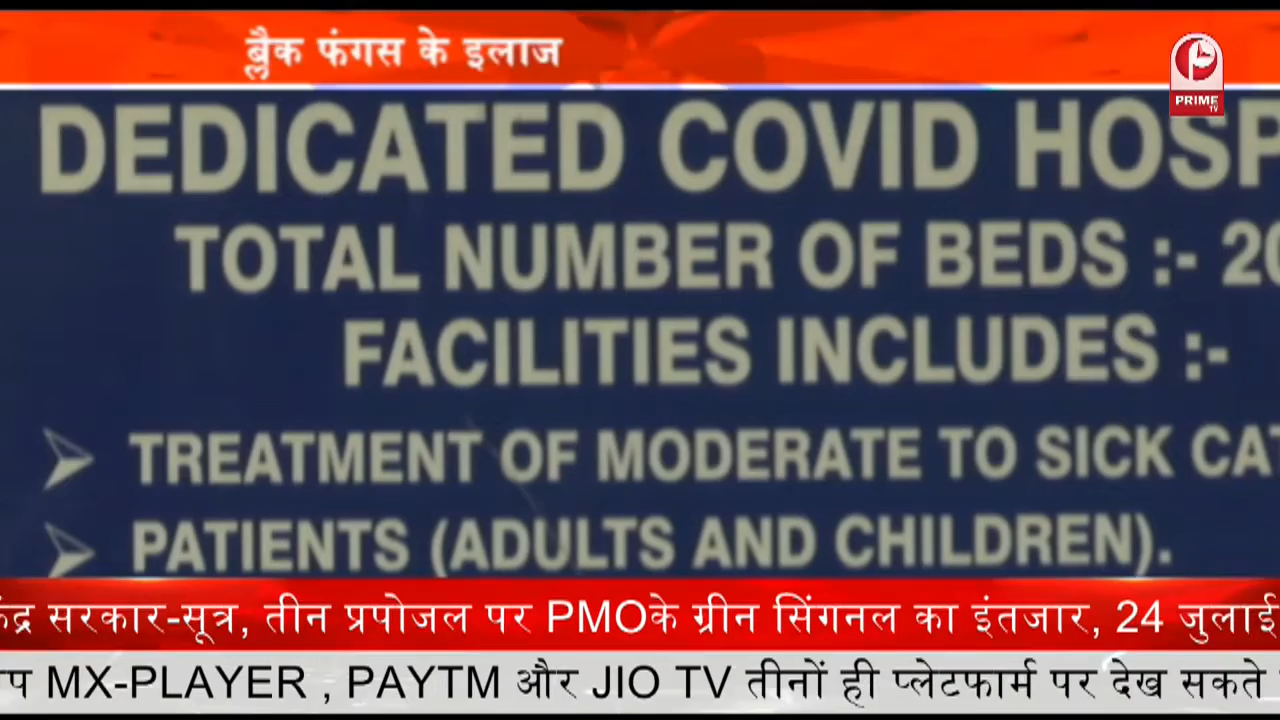 ब्लैक फंगस के इलाज
PRIME
TV
DEDICATED COVID HOSP
TOTAL NUMBER OF BEDS :- 20
FACILITIES INCLUDES :-
TREATMENT OF MODERATE TO SICK CAT
PATIENTS (ADULTS AND CHILDREN).
केंद्र सरकार-सूत्र, तीन प्रपोजल पर PMOके ग्रीन सिंगनल का इंतजार, 24 जुलाई
प MX-PLAYER , PAYTM और JIO TV तीनों ही प्लेटफार्म पर देख सकते